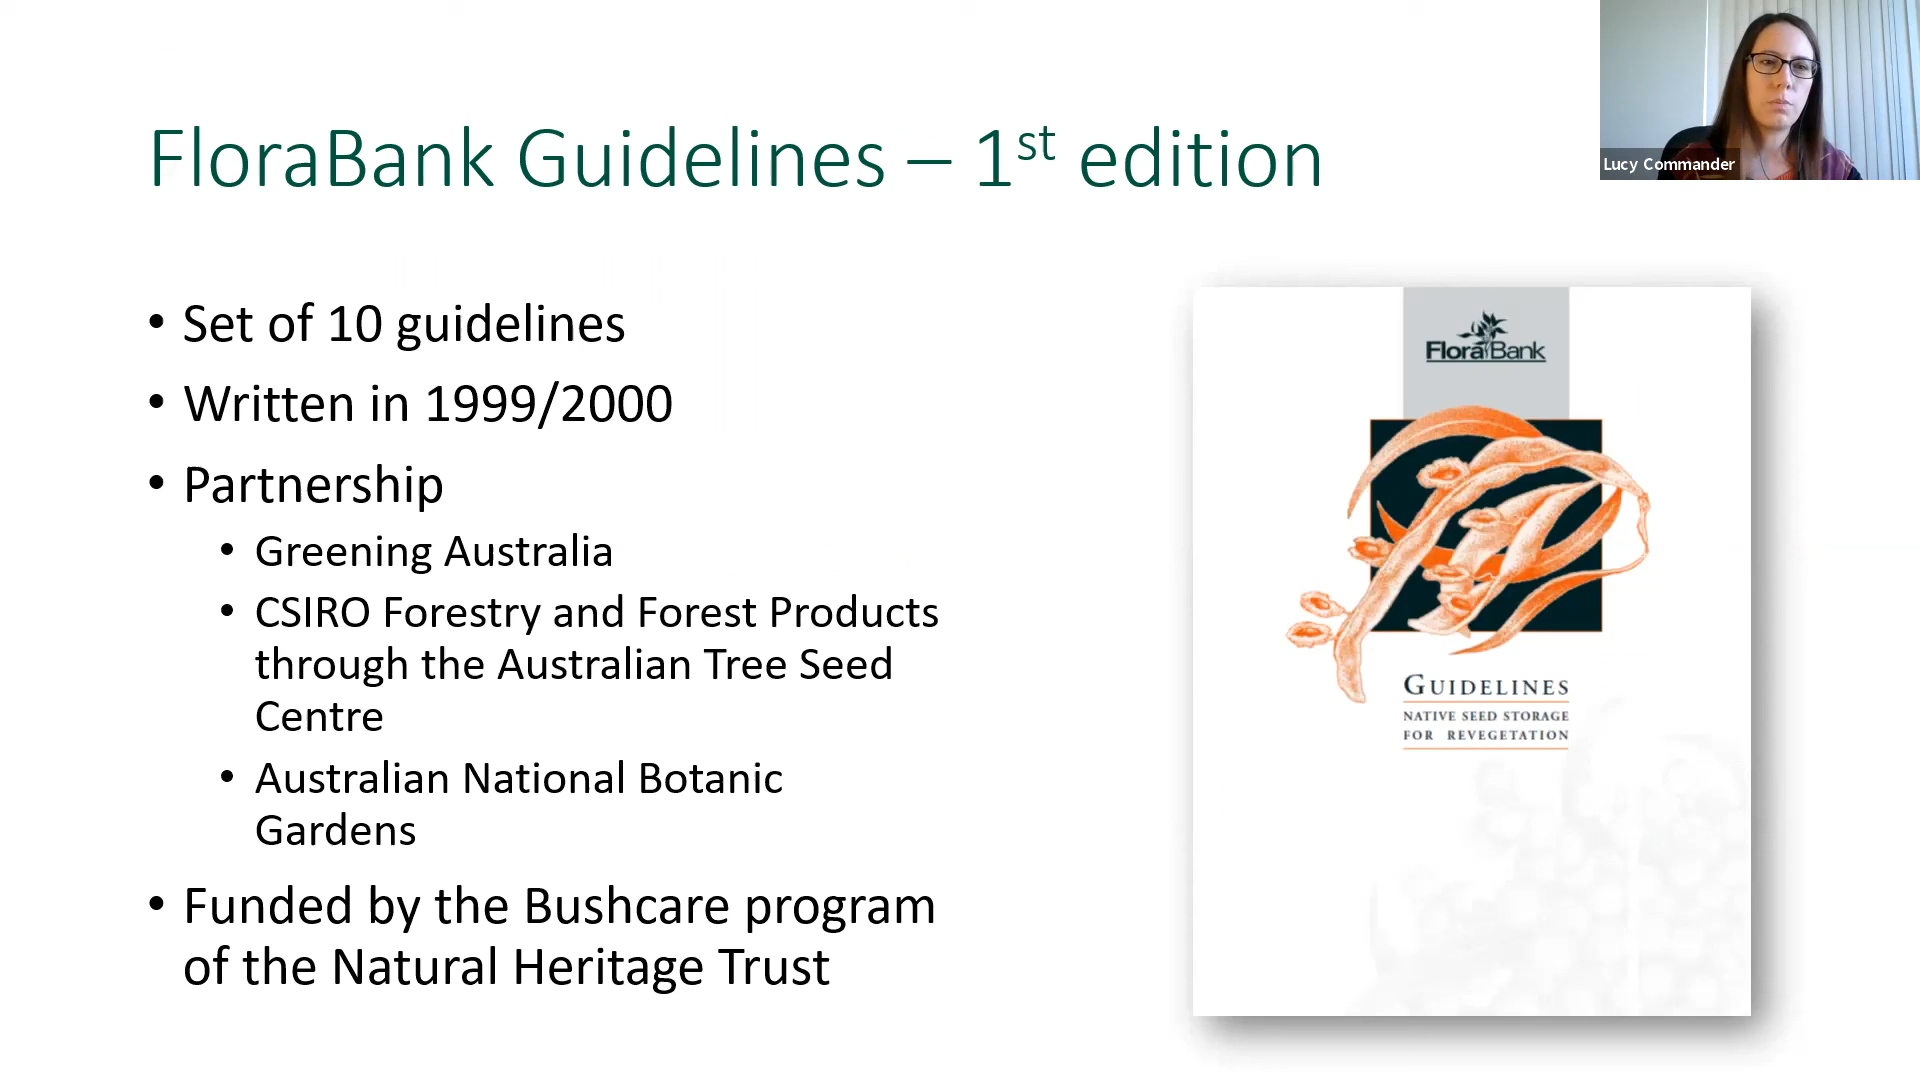 FloraBank Guidelines – 1st edition
Lucy Commander
• Set of 10 guidelines
• Written in 1999/2000
• Partnership
• Greening Australia
• CSIRO Forestry and Forest Products
through the Australian Tree Seed
Centre
• Australian National Botanic
Gardens
• Funded by the Bushcare program
of the Natural Heritage Trust
FloraBank
GUIDELINES
NATIVE SEED STORAGE
FOR REVEGETATION